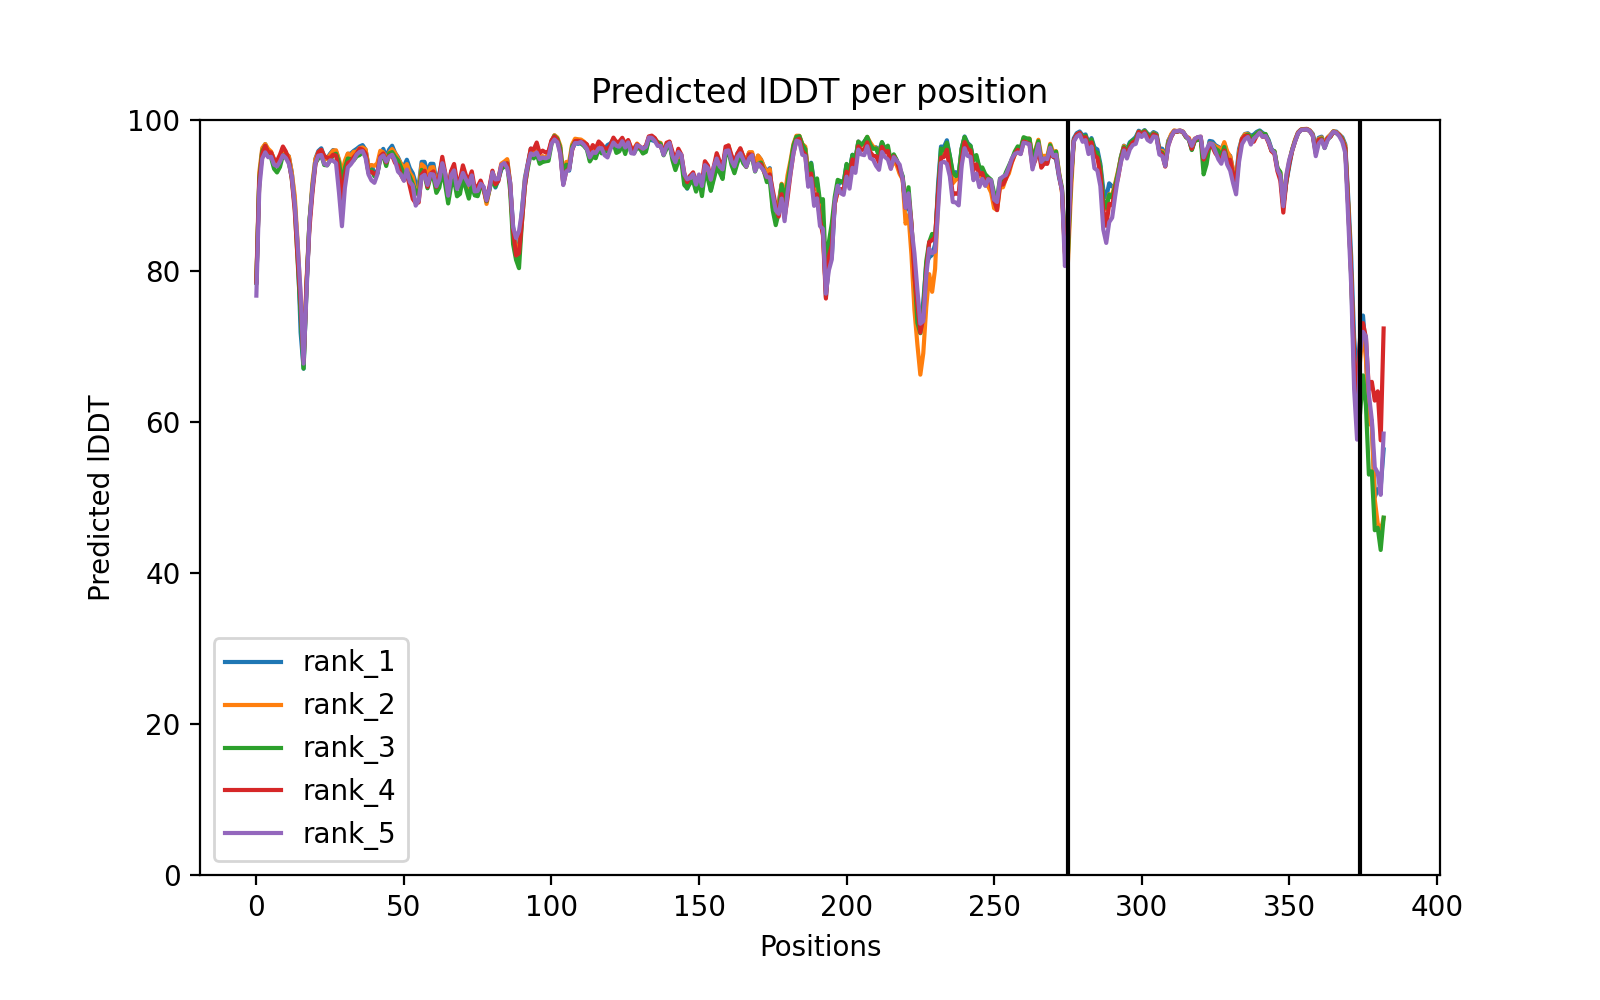 Predicted lDDT per position
100
80
60
40
20
0
Predicted lDDT
rank_1
rank_2
rank_3
rank_4
rank_5
0 50 100 150 200 250 300 350 400
Positions